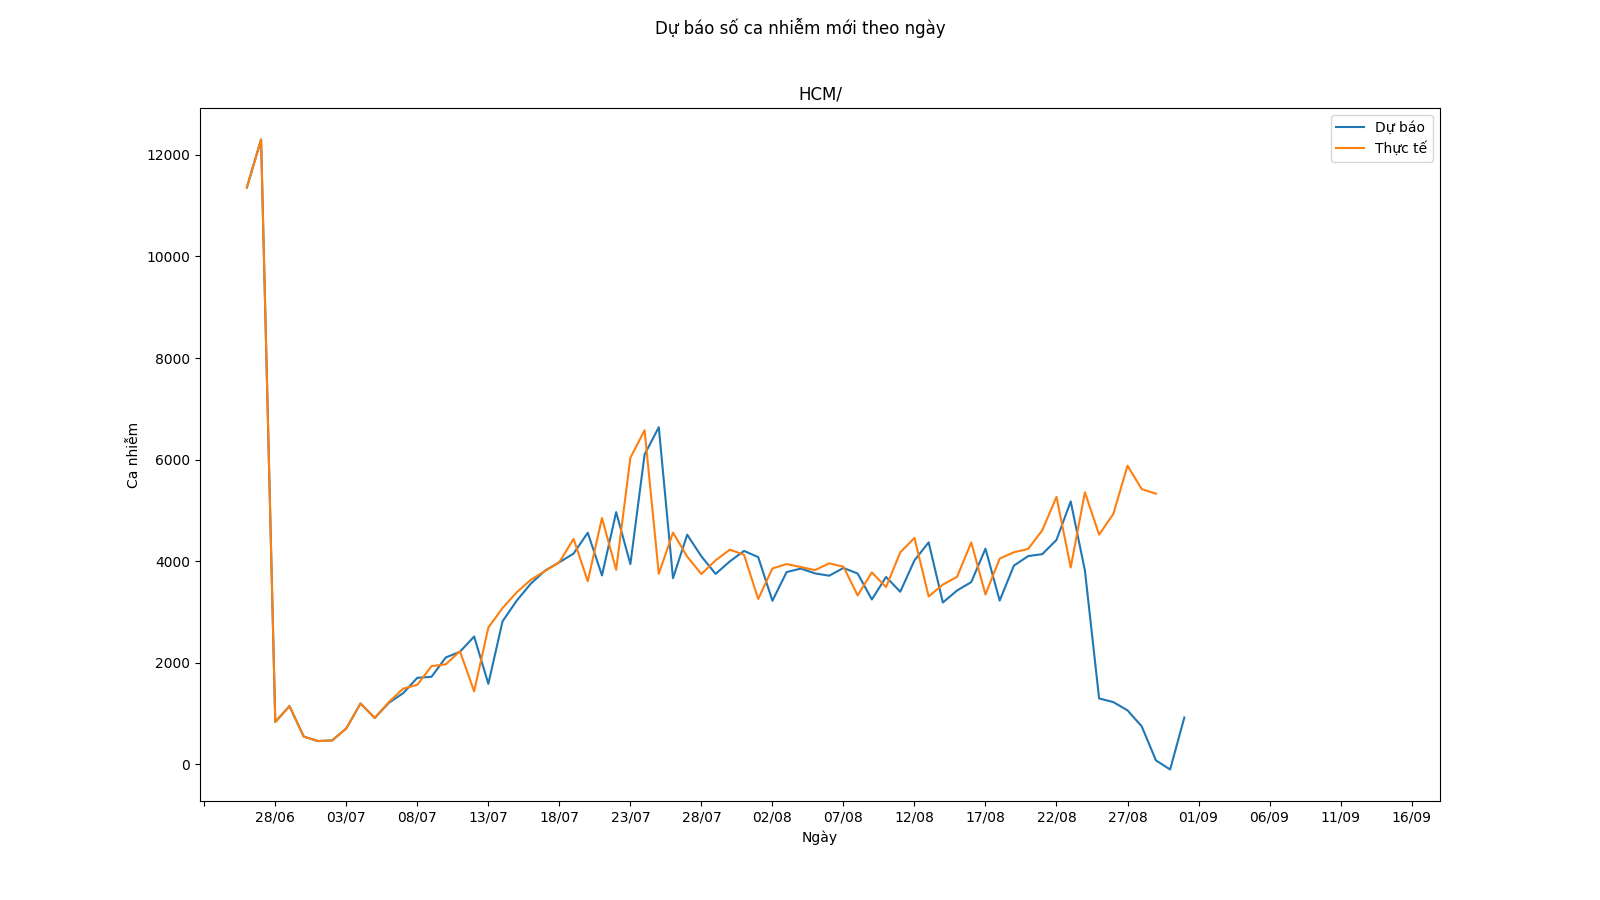 Dự báo số ca nhiễm mới theo ngày
HCM/
Dự báo
Thực tế
12000
10000
8000
6000
4000
2000
0
Ca nhiễm
28/06 03/07 08/07 13/07 18/07 23/07 28/07 02/08 07/08 12/08 17/08 22/08 27/08 01/09 06/09 11/09 16/09
Ngày